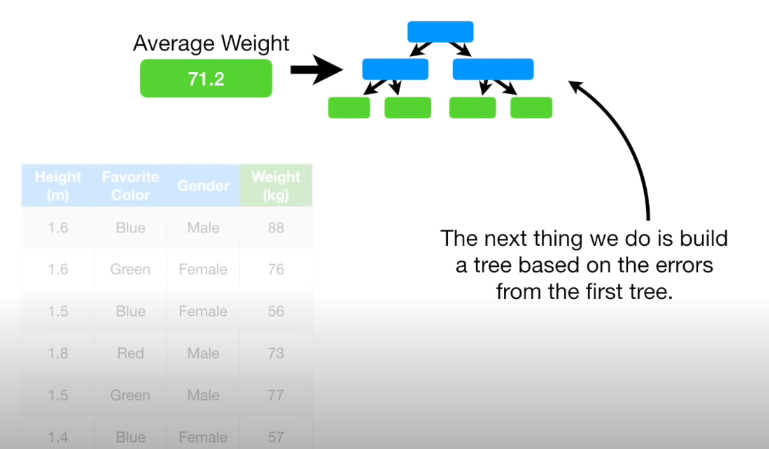 Average Weight
71.2
The next thing we do is build
a tree based on the errors
from the first tree.
Height (m) Favorite Color Gender Weight (kg)
1.6 Blue Male 88
1.6 Green Female 76
1.5 Blue Female 56
1.8 Red Male 73
1.5 Green Male 77
1.4 Blue Female 57